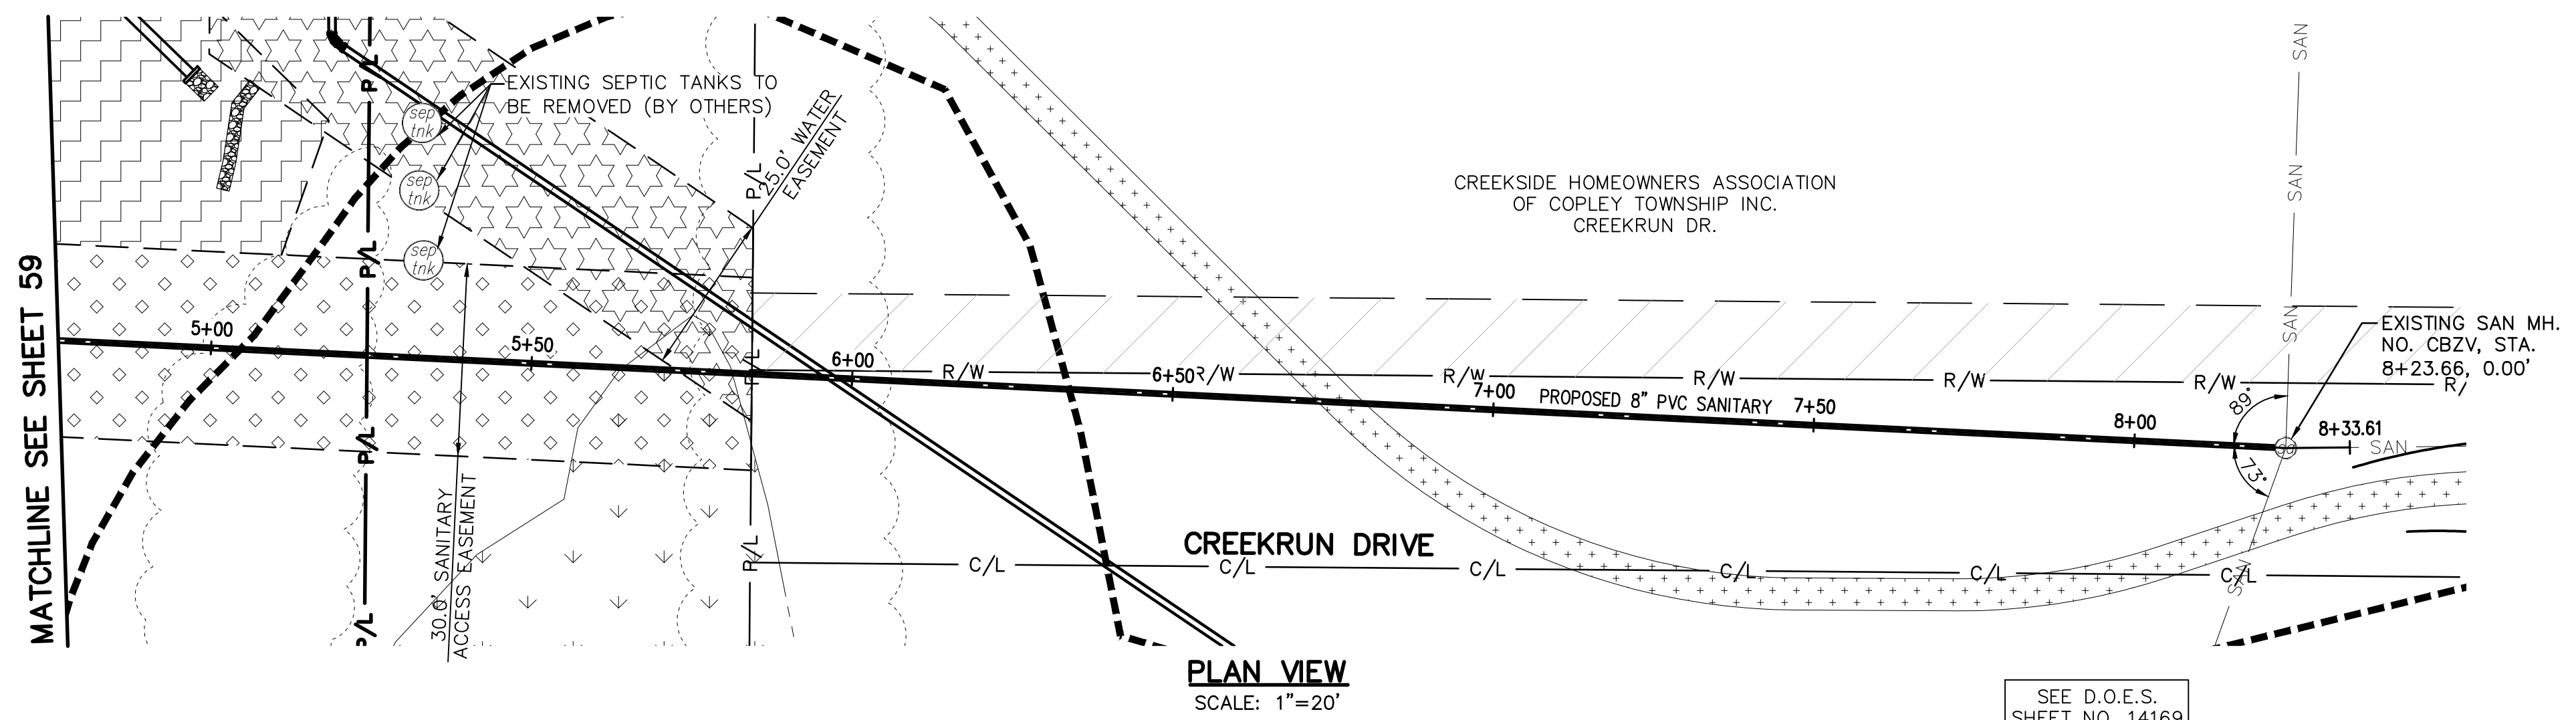 MATCHLINE SEE SHEET 59
P/L
P/L
P/L
P/L
sep
tnk
sep
tnk
sep
tnk
EXISTING SEPTIC TANKS TO
BE REMOVED (BY OTHERS)
P/L
25.0' WATER
EASEMENT
CREEKSIDE HOMEOWNERS ASSOCIATION
OF COPLEY TOWNSHIP INC.
CREEKRUN DR.
SAN
SAN
SAN
EXISTING SAN MH.
NO. CBZV, STA.
8+23.66, 0.00'
5+00
5+50
P/L
6+00
R/W
6+50
R/W
R/W
7+00
PROPOSED 8" PVC SANITARY
R/W
7+50
R/W
R/W
R/
8+00
89°
73°
8+33.61
SAN
30.0' SANITARY
ACCESS EASEMENT
P/L
CREEKRUN DRIVE
C/L
C/L
C/L
C/L
C/L
C/L
SAN
PLAN VIEW
SCALE: 1"=20'
SEE D.O.E.S.
SHEET NO. 14169